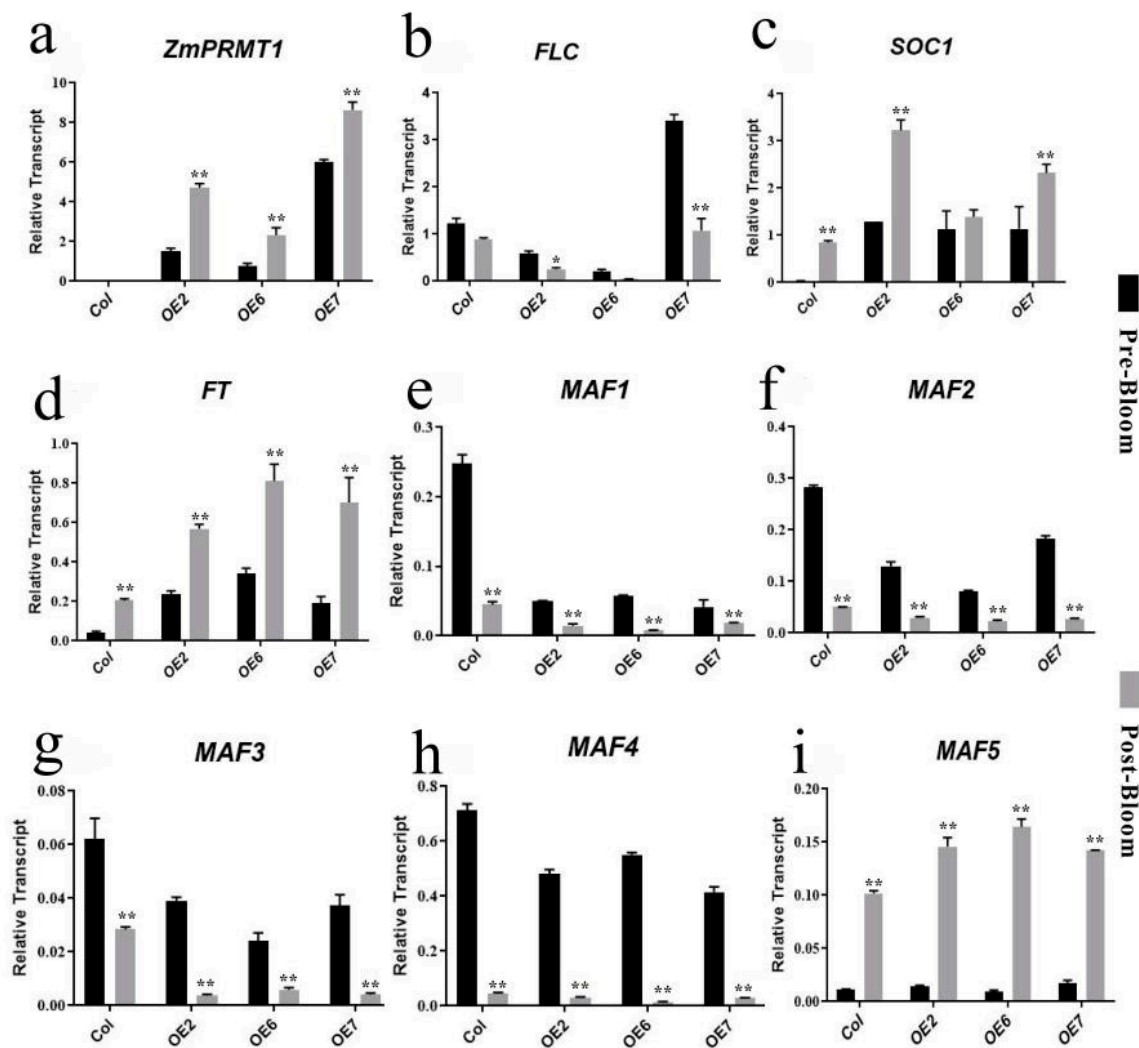 a
ZmPRMT1
Relative Transcript
10
8
6
4
2
0
**
**
**
Col
OE2
OE6
OE7
b
FLC
Relative Transcript
4
3
2
1
0
*
**
Col
OE2
OE6
OE7
c
SOC1
Relative Transcript
4
3
2
1
0
**
**
**
Col
OE2
OE6
OE7
Pre-Bloom
d
FT
Relative Transcript
1.0
0.8
0.6
0.4
0.2
0.0
**
**
**
**
Col
OE2
OE6
OE7
e
MAF1
Relative Transcript
0.3
0.2
0.1
0.0
**
**
**
**
Col
OE2
OE6
OE7
f
MAF2
Relative Transcript
0.4
0.3
0.2
0.1
0.0
**
**
**
**
Col
OE2
OE6
OE7
Post-Bloom
g
MAF3
Relative Transcript
0.08
0.06
0.04
0.02
0.00
**
**
**
**
Col
OE2
OE6
OE7
h
MAF4
Relative Transcript
0.8
0.6
0.4
0.2
0.0
**
**
**
**
Col
OE2
OE6
OE7
i
MAF5
Relative Transcript
0.20
0.15
0.10
0.05
0.00
**
**
**
**
Col
OE2
OE6
OE7